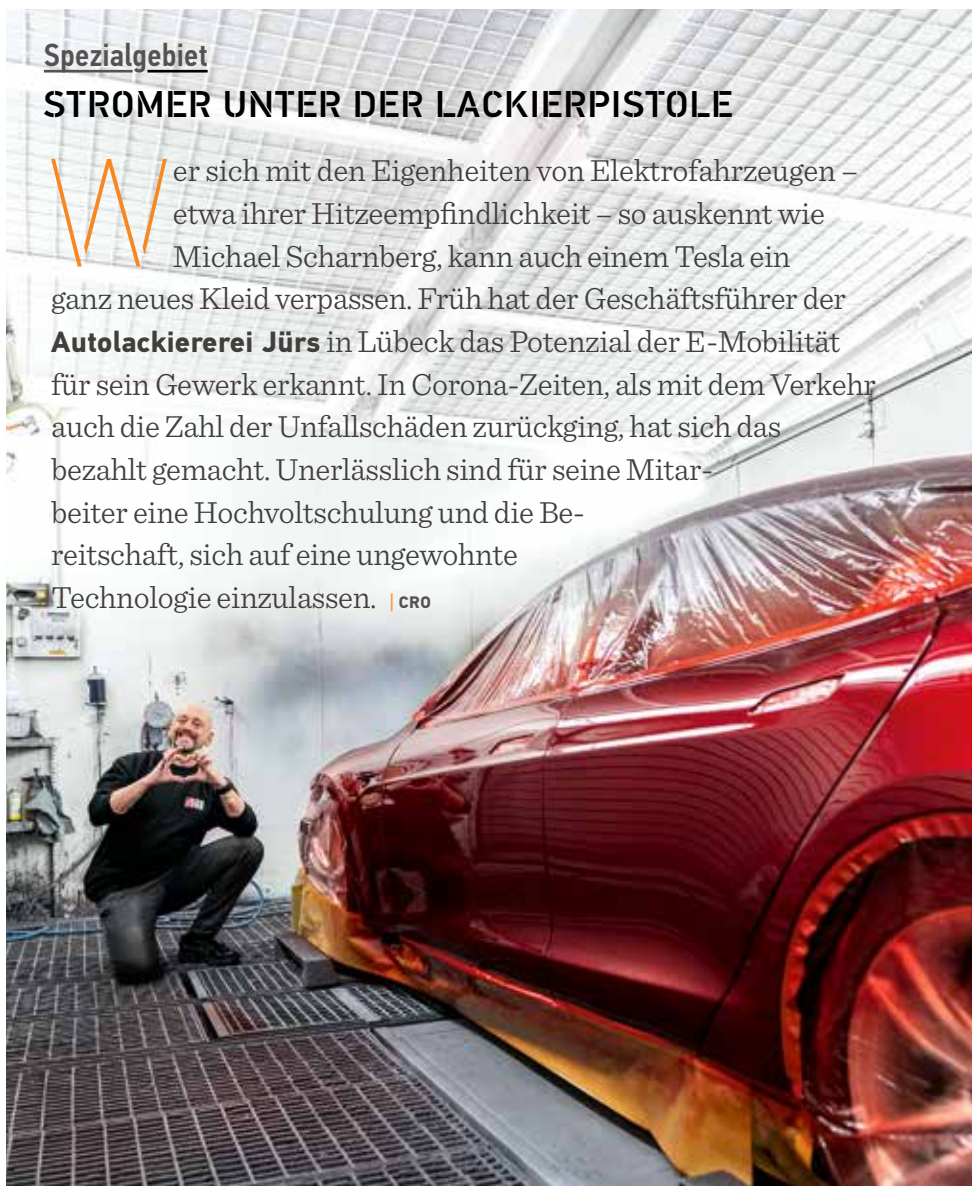 Spezialgebiet
STROMER UNTER DER LACKIERPISTOLE
Wer sich mit den Eigenheiten von Elektrofahrzeugen –
etwa ihrer Hitzeempfindlichkeit – so auskennt wie
Michael Scharnberg, kann auch einem Tesla ein
ganz neues Kleid verpassen. Früh hat der Geschäftsführer der
Autolackiererei Jürs in Lübeck das Potenzial der E-Mobilität
für sein Gewerk erkannt. In Corona-Zeiten, als mit dem Verkehr
auch die Zahl der Unfallschäden zurückging, hat sich das
bezahlt gemacht. Unerlässlich sind für seine Mitar-
beiter eine Hochvoltschulung und die Be-
reitschaft, sich auf eine ungewohnte
Technologie einzulassen. | CRO